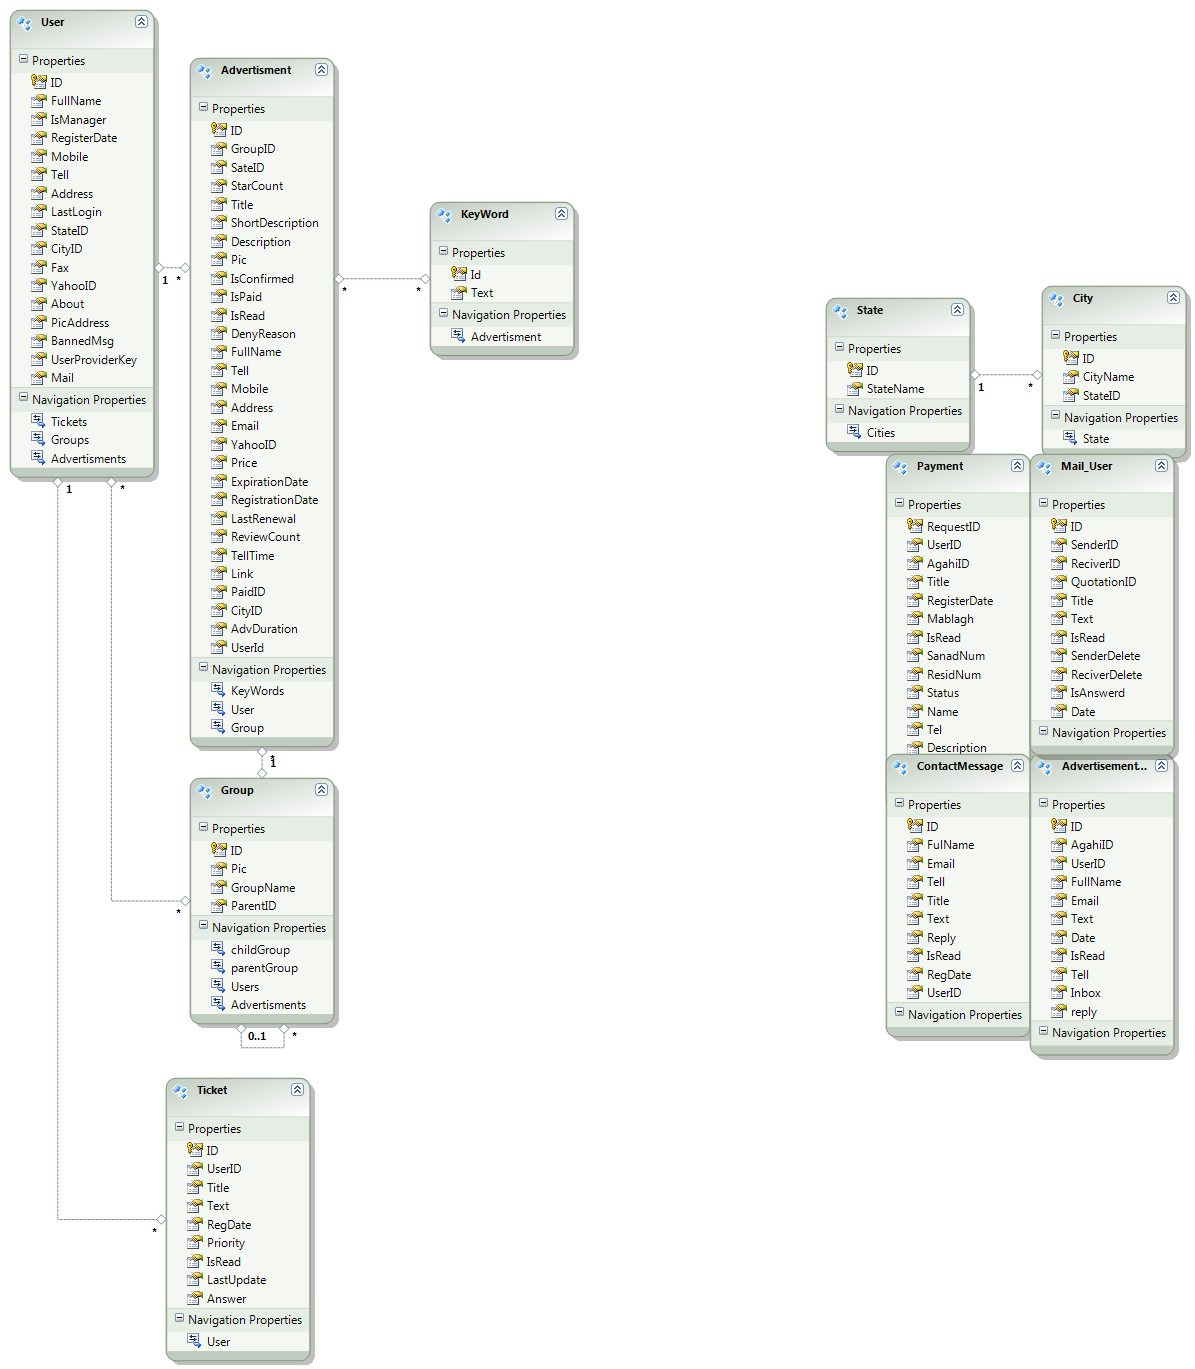 User
Properties
ID
FullName
IsManager
RegisterDate
Mobile
Tell
Address
LastLogin
StateID
CityID
Fax
YahooID
About
PicAddress
BannedMsg
UserProviderKey
Mail
Navigation Properties
Tickets
Groups
Advertisments
1
*
1
*
Advertisment
Properties
ID
GroupID
SateID
StarCount
Title
ShortDescription
Description
Pic
IsConfirmed
IsPaid
IsRead
DenyReason
FullName
Tell
Mobile
Address
Email
YahooID
Price
ExpirationDate
RegistrationDate
LastRenewal
ReviewCount
TellTime
Link
PaidID
CityID
AdvDuration
UserId
Navigation Properties
KeyWords
User
Group
*
*
KeyWord
Properties
Id
Text
Navigation Properties
Advertisment
*
1
Group
Properties
ID
Pic
GroupName
ParentID
Navigation Properties
childGroup
parentGroup
Users
Advertisments
*
0..1
*
Ticket
Properties
ID
UserID
Title
Text
RegDate
Priority
IsRead
LastUpdate
Answer
Navigation Properties
User
*
State
Properties
ID
StateName
Navigation Properties
Cities
1
*
City
Properties
ID
CityName
StateID
Navigation Properties
State
Payment
Properties
RequestID
UserID
AgahiID
Title
RegisterDate
Mablagh
IsRead
SanadNum
ResidNum
Status
Name
Tel
Description
Mail_User
Properties
ID
SenderID
ReciverID
QuotationID
Title
Text
IsRead
SenderDelete
ReciverDelete
IsAnswerd
Date
Navigation Properties
ContactMessage
Properties
ID
FulName
Email
Tell
Title
Text
Reply
IsRead
RegDate
UserID
Navigation Properties
Advertisement...
Properties
ID
AgahiID
UserID
FullName
Email
Text
Date
IsRead
Tell
Inbox
reply
Navigation Properties